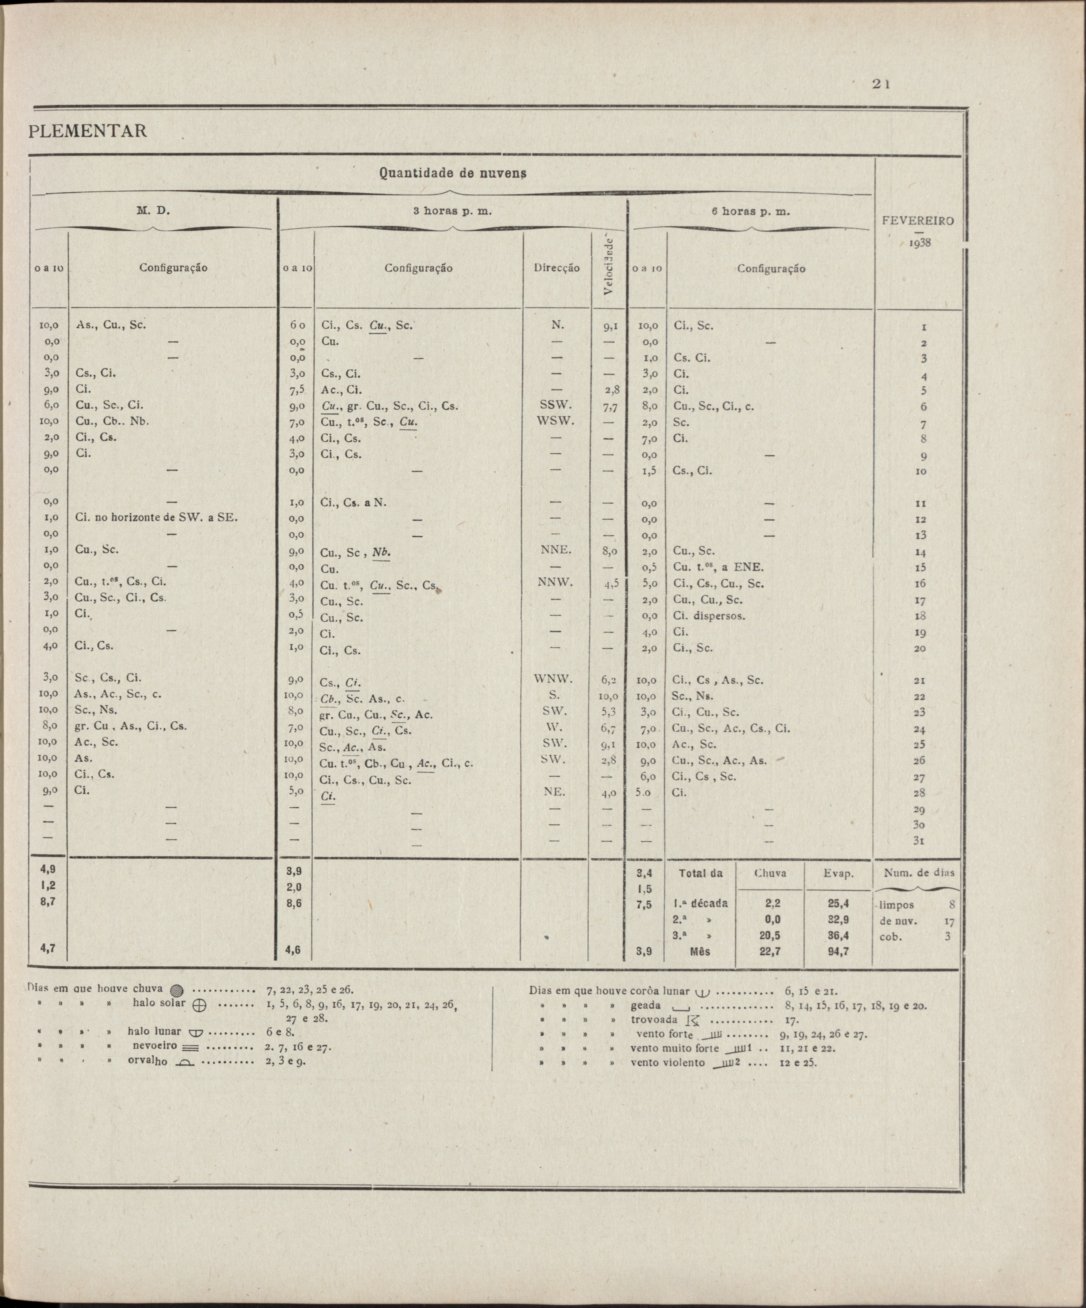 21
PLEMENTAR
Quantidade de nuvens
M. D. 3 horas p. m. 6 horas p. m. FEVEREIRO
1938
0 a 10 Configuração 0 a 10 Configuração Direcção Velocidade 0 a 10 Configuração
10,0 As., Cu., Sc. 6 0 Ci., Cs. Cu., Sc. N. 9,1 10,0 Ci., Sc. 1
0,0 — 0,0 Cu. — — 0,0 — 2
0,0 — 0,0 — — — 1,0 Cs. Ci. 3
3,0 Cs., Ci. 3,0 Cs., Ci. — — 3,0 Ci. 4
9,0 Ci. 7,5 Ac., Ci. — 2,8 2,0 Ci. 5
6,0 Cu., Sc., Ci. 9,0 Cu., gr. Cu., Sc., Ci., Cs. SSW. 7,7 8,0 Cu., Sc., Ci., c. 6
10,0 Cu., Cb.. Nb. 7,0 Cu., t.os, Sc., Cu. WSW. — 2,0 Sc. 7
2,0 Ci., Cs. 4,0 Ci., Cs. — — 7,0 Ci. 8
9,0 Ci. 3,0 Ci., Cs. — — 0,0 — 9
0,0 — 0,0 — — — 1,5 Cs., Ci. 10
0,0 — 1,0 Ci., Cs. a N. — — 0,0 — 11
1,0 Ci. no horizonte de SW. a SE. 0,0 — — — 0,0 — 12
0,0 — 0,0 — — — 0,0 — 13
1,0 Cu., Sc. 9,0 Cu., Sc , Nb. NNE. 8,0 2,0 Cu., Sc. 14
0,0 — 0,0 Cu. — — 0,5 Cu. t.os, a ENE. 15
2,0 Cu., t.os, Cs., Ci. 4,0 Cu. t.os, Cu., Sc., Cs. NNW. 4,5 5,0 Ci., Cs., Cu., Sc. 16
3,0 Cu., Sc., Ci., Cs. 3,0 Cu., Sc. — — 2,0 Cu., Cu., Sc. 17
1,0 Ci. 0,5 Cu., Sc. — — 0,0 Ci. dispersos. 18
0,0 — 2,0 Ci. — — 4,0 Ci. 19
4,0 Ci., Cs. 1,0 Ci., Cs. — — 2,0 Ci., Sc. 20
3,0 Sc , Cs., Ci. 9,0 Cs., Ci. WNW. 6,2 10,0 Ci., Cs , As., Sc. 21
10,0 As., Ac., Sc., c. 10,0 Cb., Sc. As., c. S. 10,0 10,0 Sc., Ns. 22
10,0 Sc., Ns. 8,0 gr. Cu., Cu., Sc., Ac. SW. 5,3 3,0 Ci., Cu., Sc. 23
8,0 gr. Cu , As., Ci., Cs. 7,0 Cu., Sc., Ci., Cs. W. 6,7 7,0 Cu., Sc., Ac., Cs., Ci. 24
10,0 Ac., Sc. 10,0 Sc., Ac., As. SW. 9,1 10,0 Ac., Sc. 25
10,0 As. 10,0 Cu. t.os, Cb., Cu , Ac., Ci., c. SW. 2,8 9,0 Cu., Sc., Ac., As. 26
10,0 Ci., Cs. 10,0 Ci., Cs., Cu., Sc. — — 6,0 Ci., Cs , Sc. 27
9,0 Ci. 5,0 Ci. NE. 4,0 5.0 Ci. 28
— — — — — — — — 29
— — — — — — — — 30
— — — — — — — — 31
4,9 3,9 3,4 Total da Chuva Evap. Num. de dias
1,2 2,0 1,5
8,7 8,6 7,5 1.ª década 2,2 25,4 limpos 8
2.ª » 0,0 32,9 de nuv. 17
3.ª » 20,5 36,4 cob. 3
4,7 4,6 3,9 Mês 22,7 94,7
Dias em que houve chuva ............ 7, 22, 23, 25 e 26.
» » » » halo solar ....... 1, 5, 6, 8, 9, 16, 17, 19, 20, 21, 24, 26,
27 e 28.
» » » » halo lunar ......... 6 e 8.
» » » » nevoeiro ......... 2. 7, 16 e 27.
» » » » orvalho .......... 2, 3 e 9.
Dias em que houve corôa lunar .......... 6, 15 e 21.
» » » » geada ............. 8, 14, 15, 16, 17, 18, 19 e 20.
» » » » trovoada ............ 17.
» » » » vento forte ........ 9, 19, 24, 26 e 27.
» » » » vento muito forte 1 .. 11, 21 e 22.
» » » » vento violento 2 .... 12 e 25.